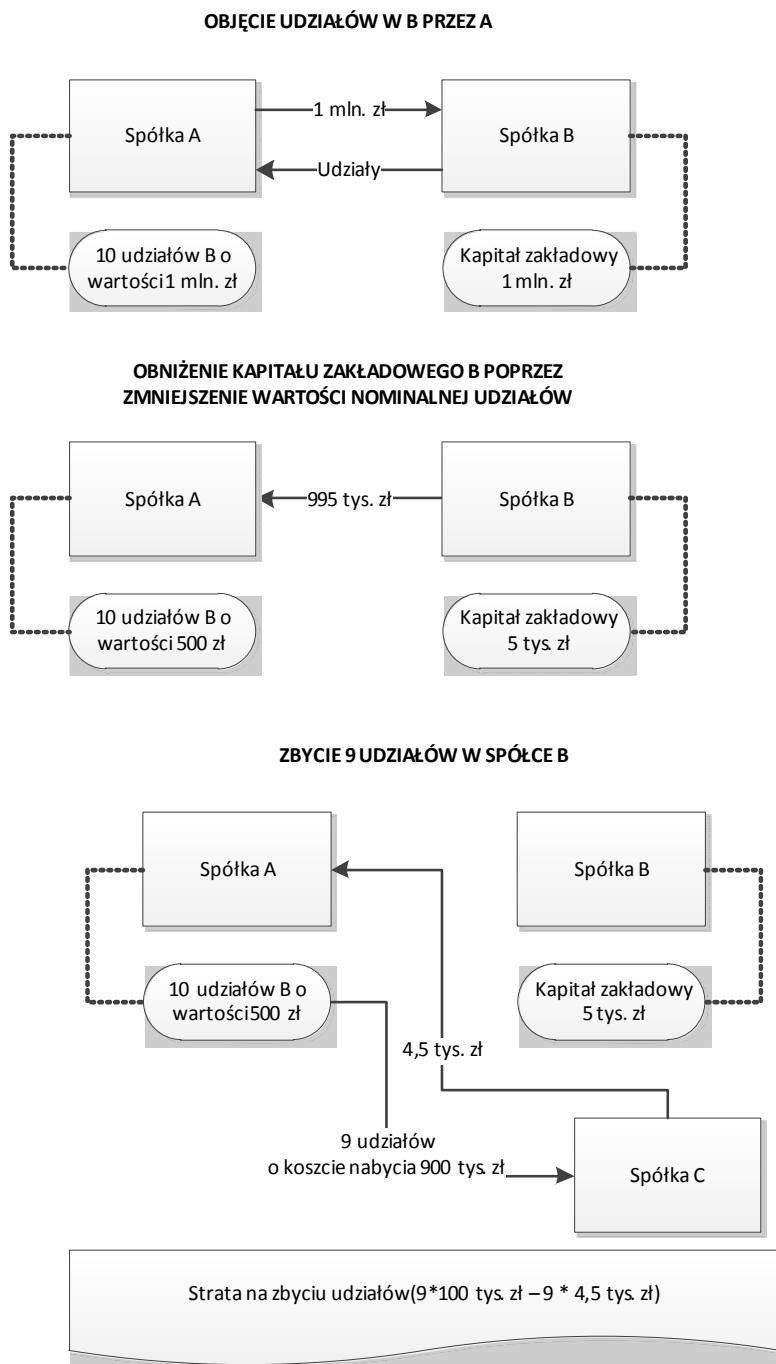 OBJĘCIE UDZIAŁÓW W B PRZEZ A
Spółka A
1 mln. zł
Udziały
Spółka B
10 udziałów B o
wartości 1 mln. zł
Kapitał zakładowy
1 mln. zł
OBNIŻENIE KAPITAŁU ZAKŁADOWEGO B POPRZEZ
ZMNIEJSZENIE WARTOŚCI NOMINALNEJ UDZIAŁÓW
Spółka A
995 tys. zł
Spółka B
10 udziałów B o
wartości 500 zł
Kapitał zakładowy
5 tys. zł
ZBYCIE 9 UDZIAŁÓW W SPÓŁCE B
Spółka A
Spółka B
10 udziałów B o
wartości 500 zł
Kapitał zakładowy
5 tys. zł
4,5 tys. zł
9 udziałów
o koszcie nabycia 900 tys. zł
Spółka C
Strata na zbyciu udziałów(9*100 tys. zł – 9 * 4,5 tys. zł)